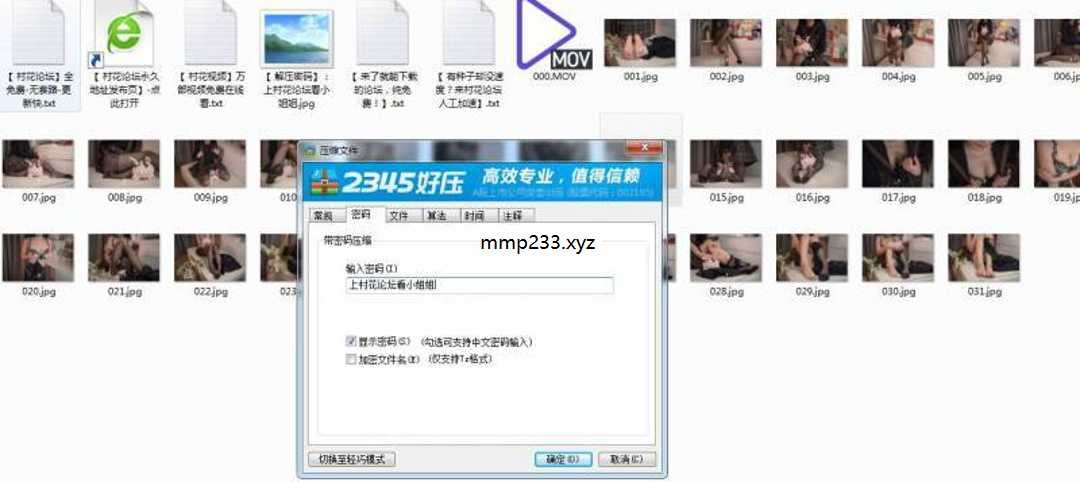 MOV
【 村花论坛】全
免费-无套路-更
新快.txt
【 村花论坛永久
地址发布页】-点
此打开
【 村花视频】万
部视频免费在线
看.txt
【 解压密码】：
上村花论坛看小
姐姐.jpg
【 来了就能下载
的论坛，纯免
费！】.txt
【 有种子却没速
度？来村花论坛
人工加速】.txt
000.MOV
001.jpg
002.jpg
003.jpg
004.jpg
005.jpg
006.j
007.jpg
008.jpg
009.jpg
010
015.jpg
016.jpg
017.jpg
018.jpg
019.jp
020.jpg
021.jpg
022.jpg
023
028.jpg
029.jpg
030.jpg
031.jpg
压缩文件
2345好压
高效专业，值得信赖
常规 密码 文件 算法 时间 注释
带密码压缩
mmp233.xyz
输入密码(I)
上村花论坛看小姐姐
显示密码(S) (勾选可支持中文密码输入)
加密文件名(E) (仅支持7z格式)
切换至轻巧模式
确定(O)
取消(C)